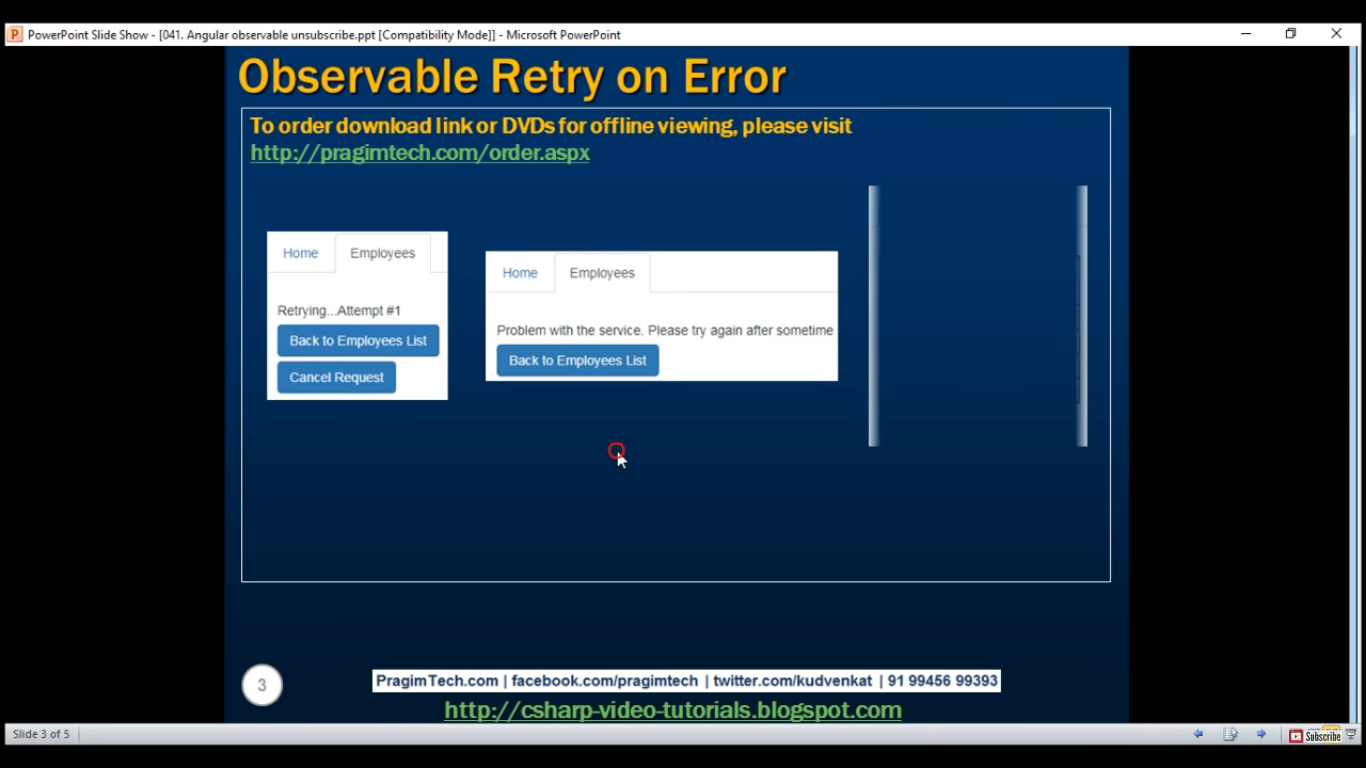 PowerPoint Slide Show - [041. Angular observable unsubscribe.ppt [Compatibility Mode]] - Microsoft PowerPoint
Observable Retry on Error
To order download link or DVDs for offline viewing, please visit
http://pragimtech.com/order.aspx
Home Employees
Retrying...Attempt #1
Back to Employees List
Cancel Request
Home Employees
Problem with the service. Please try again after sometime
Back to Employees List
3
PragimTech.com | facebook.com/pragimtech | twitter.com/kudvenkat | 91 99456 99393
http://csharp-video-tutorials.blogspot.com
Slide 3 of 5
Subscribe